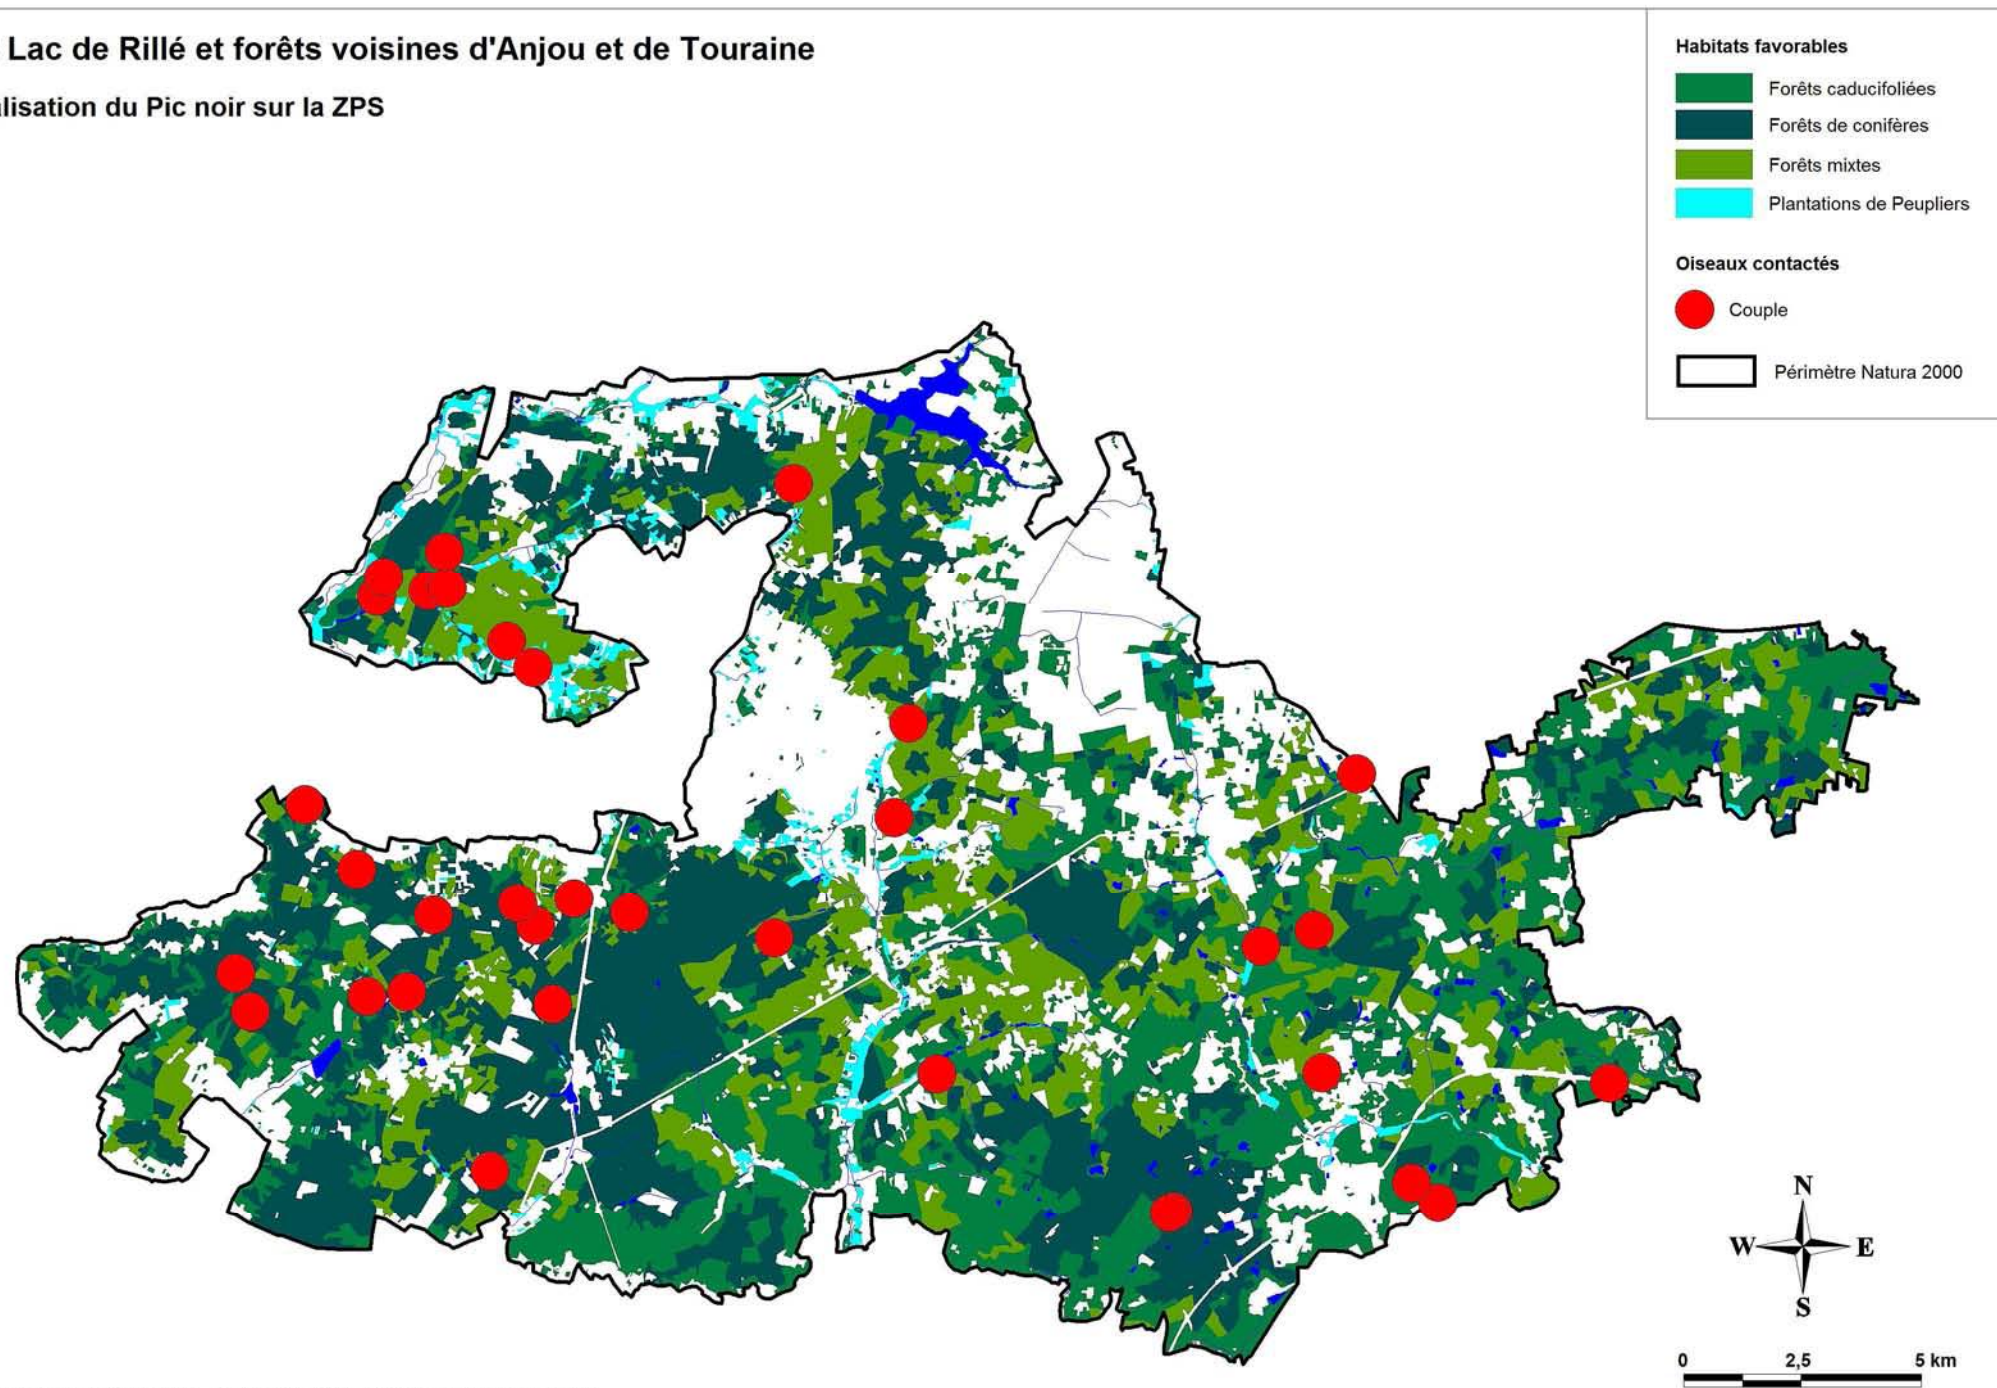 Lac de Rillé et forêts voisines d'Anjou et de Touraine
alisation du Pic noir sur la ZPS
Habitats favorables
Forêts caducifoliées
Forêts de conifères
Forêts mixtes
Plantations de Peupliers
Oiseaux contactés
Couple
Périmètre Natura 2000
N
W E
S
0 2,5 5 km